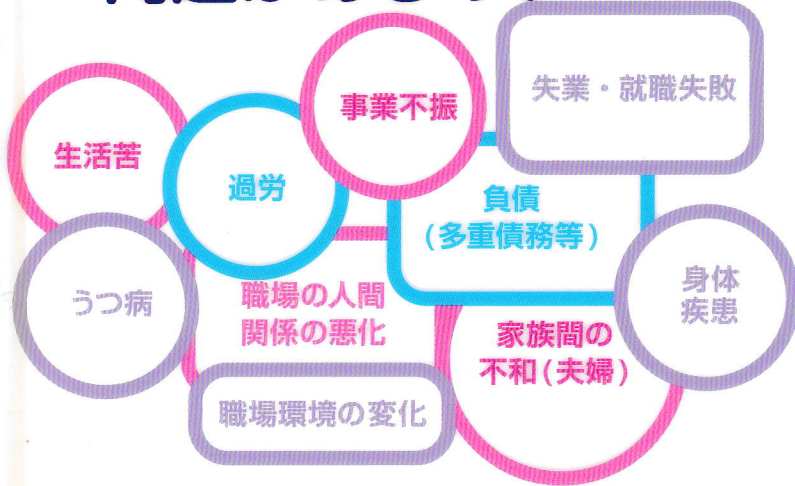 事業不振
失業・就職失敗
生活苦
過労
負債
(多重債務等)
うつ病
職場の人間
関係の悪化
身体
疾患
家族間の
不和(夫婦)
職場環境の変化